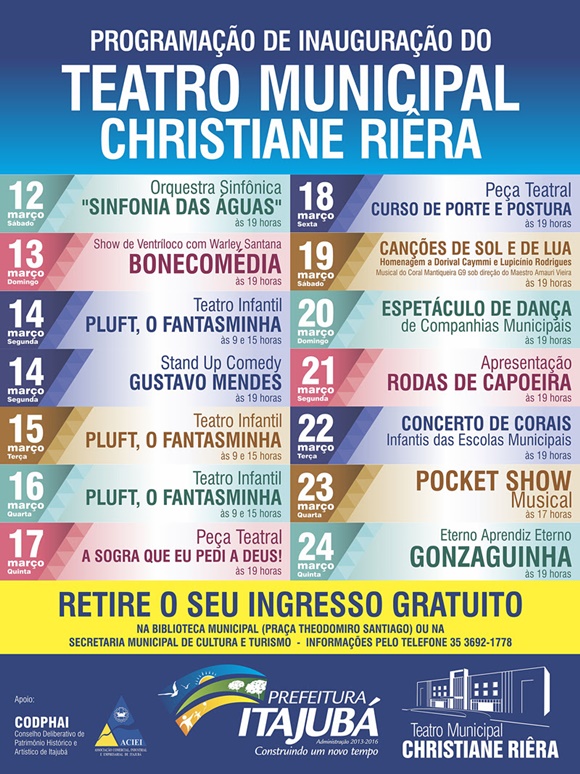 PROGRAMAÇÃO DE INAUGURAÇÃO DO
TEATRO MUNICIPAL
CHRISTIANE RIÊRA
12
março
Sábado
Orquestra Sinfônica
"SINFONIA DAS ÁGUAS"
às 19 horas
13
março
Domingo
Show de Ventríloco com Warley Santana
BONECOMÉDIA
às 19 horas
14
março
Segunda
Teatro Infantil
PLUFT, O FANTASMINHA
às 9 e 15 horas
14
março
Segunda
Stand Up Comedy
GUSTAVO MENDES
às 19 horas
15
março
Terça
Teatro Infantil
PLUFT, O FANTASMINHA
às 9 e 15 horas
16
março
Quarta
Teatro Infantil
PLUFT, O FANTASMINHA
às 9 e 15 horas
17
março
Quinta
Peça Teatral
A SOGRA QUE EU PEDI A DEUS!
às 19 horas
18
março
Sexta
Peça Teatral
CURSO DE PORTE E POSTURA
às 19 horas
19
março
Sábado
CANÇÕES DE SOL E DE LUA
Homenagem a Dorival Caymmi e Lupicínio Rodrigues
Musical do Coral Mantiqueira G9 sob direção do Maestro Amauri Vieira
às 19 horas
20
março
Domingo
ESPETÁCULO DE DANÇA
de Companhias Municipais
às 19 horas
21
março
Segunda
Apresentação
RODAS DE CAPOEIRA
às 19 horas
22
março
Terça
CONCERTO DE CORAIS
Infantis das Escolas Municipais
às 19 horas
23
março
Quarta
POCKET SHOW
Musical
às 17 horas
24
março
Quinta
Eterno Aprendiz Eterno
GONZAGUINHA
às 19 horas
RETIRE O SEU INGRESSO GRATUITO
NA BIBLIOTECA MUNICIPAL (PRAÇA THEODOMIRO SANTIAGO) OU NA
SECRETARIA MUNICIPAL DE CULTURA E TURISMO - INFORMAÇÕES PELO TELEFONE 35 3692-1778
Apoio:
CODPHAI
Conselho Deliberativo de
Patrimônio Histórico e
Artístico de Itajubá
ACIEI
ASSOCIAÇÃO COMERCIAL, INDUSTRIAL
E EMPRESARIAL DE ITAJUBÁ
PREFEITURA
ITAJUBÁ
Administração 2013-2016
Construindo um novo tempo
Teatro Municipal
CHRISTIANE RIÊRA